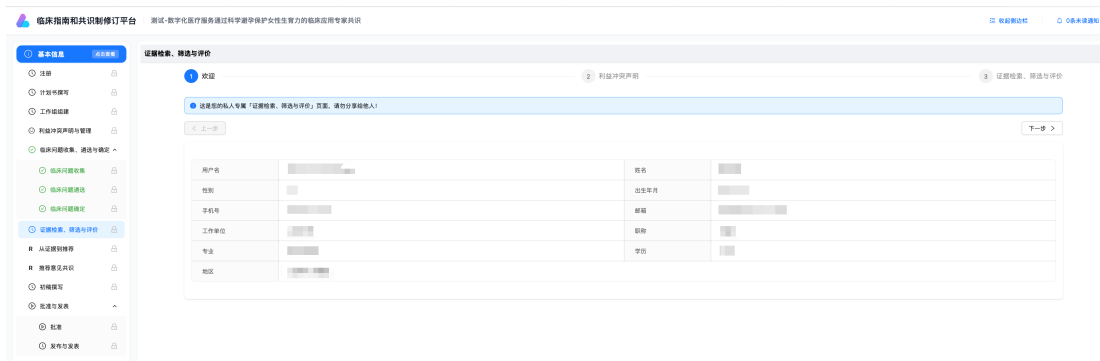 临床指南和共识制修订平台 测试-数字化医疗服务通过科学避孕保护女性生育力的临床应用专家共识 收起侧边栏 0条未读通知
基本信息 点击查看
注册
计划书撰写
工作组组建
利益冲突声明与管理
临床问题收集、遴选与确定
临床问题收集
临床问题遴选
临床问题确定
证据检索、筛选与评价
R 从证据到推荐
R 推荐意见共识
初稿撰写
批准与发表
批准
发布与发表
证据检索、筛选与评价
1 欢迎 2 利益冲突声明 3 证据检索、筛选与评价
这是您的私人专属「证据检索、筛选与评价」页面，请勿分享给他人！
< 上一步 下一步 >
用户名 姓名
性别 出生年月
手机号 邮箱
工作单位 职称
专业 学历
地区